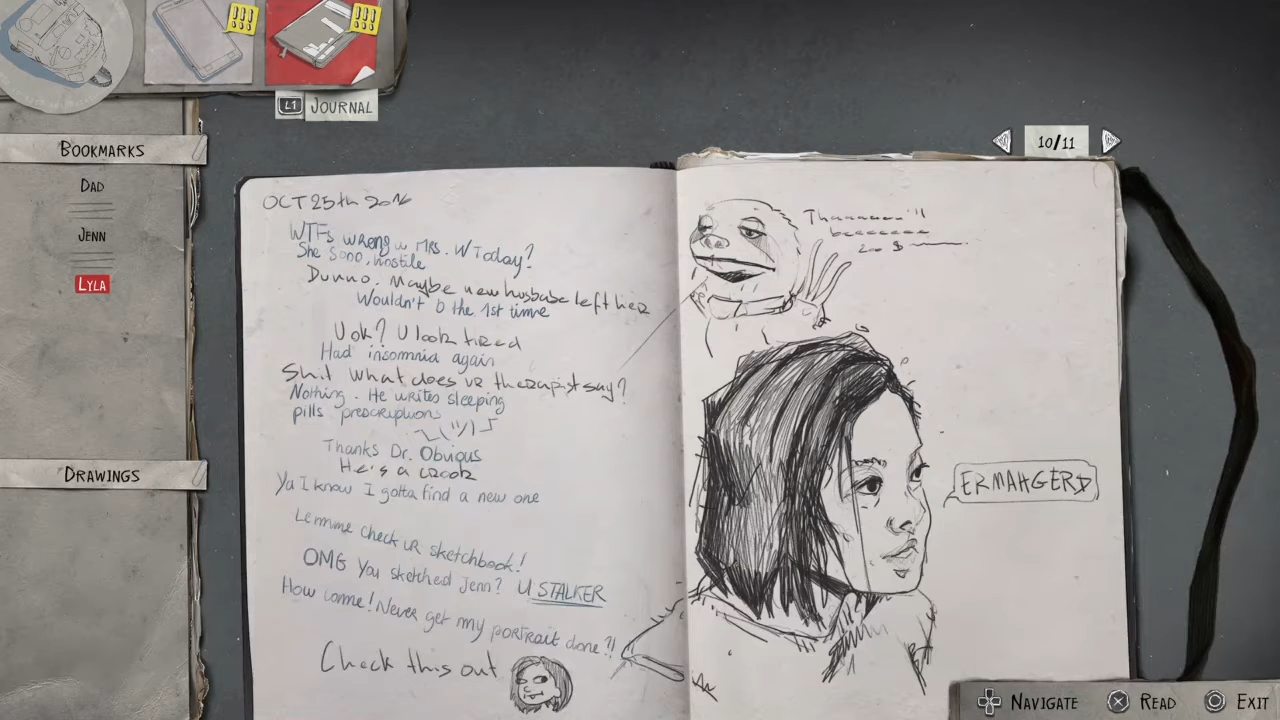 L1 JOURNAL
BOOKMARKS
DAD
JENN
LYLA
DRAWINGS
10/11
OCT 25th 2016
WTFs wrong w MRS. W Today?
She Sooo hostile
Dunno. Maybe new husbabe left her
Wouldn't b the 1st time
U ok? U look tired
Had insomnia again
Shit what does ur therapist say?
Nothing. He writes sleeping
pills prescriptions
¯\_(ツ)_/¯
Thanks Dr. Obvious
He's a crook
Ya I know I gotta find a new one
Lemme check UR sketchbook!
OMG You sketched Jenn? U STALKER
How come I Never get my portrait done?!
Check this out
ERMAHGERD
NAVIGATE
READ
EXIT